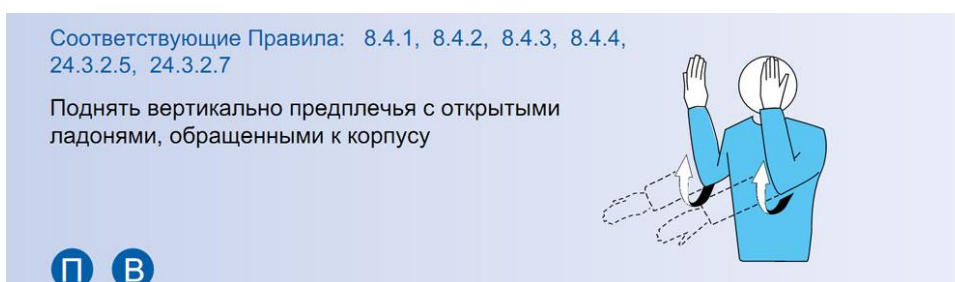 Соответствующие Правила: 8.4.1, 8.4.2, 8.4.3, 8.4.4,
24.3.2.5, 24.3.2.7
Поднять вертикально предплечья с открытыми
ладонями, обращенными к корпусу
П В